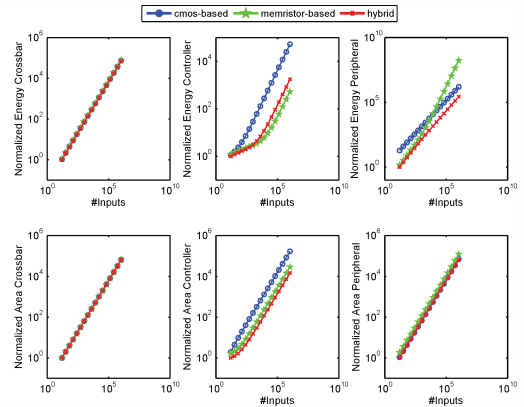 cmos-based memristor-based hybrid
Normalized Energy Crossbar
10^6
10^4
10^2
10^0
10^0 10^5 10^10
#Inputs
Normalized Energy Controller
10^4
10^2
10^0
10^0 10^5 10^10
#Inputs
Normalized Energy Peripheral
10^10
10^5
10^0
10^0 10^5 10^10
#Inputs
Normalized Area Crossbar
10^6
10^4
10^2
10^0
10^0 10^5 10^10
#Inputs
Normalized Area Controller
10^6
10^4
10^2
10^0
10^0 10^5 10^10
#Inputs
Normalized Area Peripheral
10^6
10^4
10^2
10^0
10^0 10^5 10^10
#Inputs